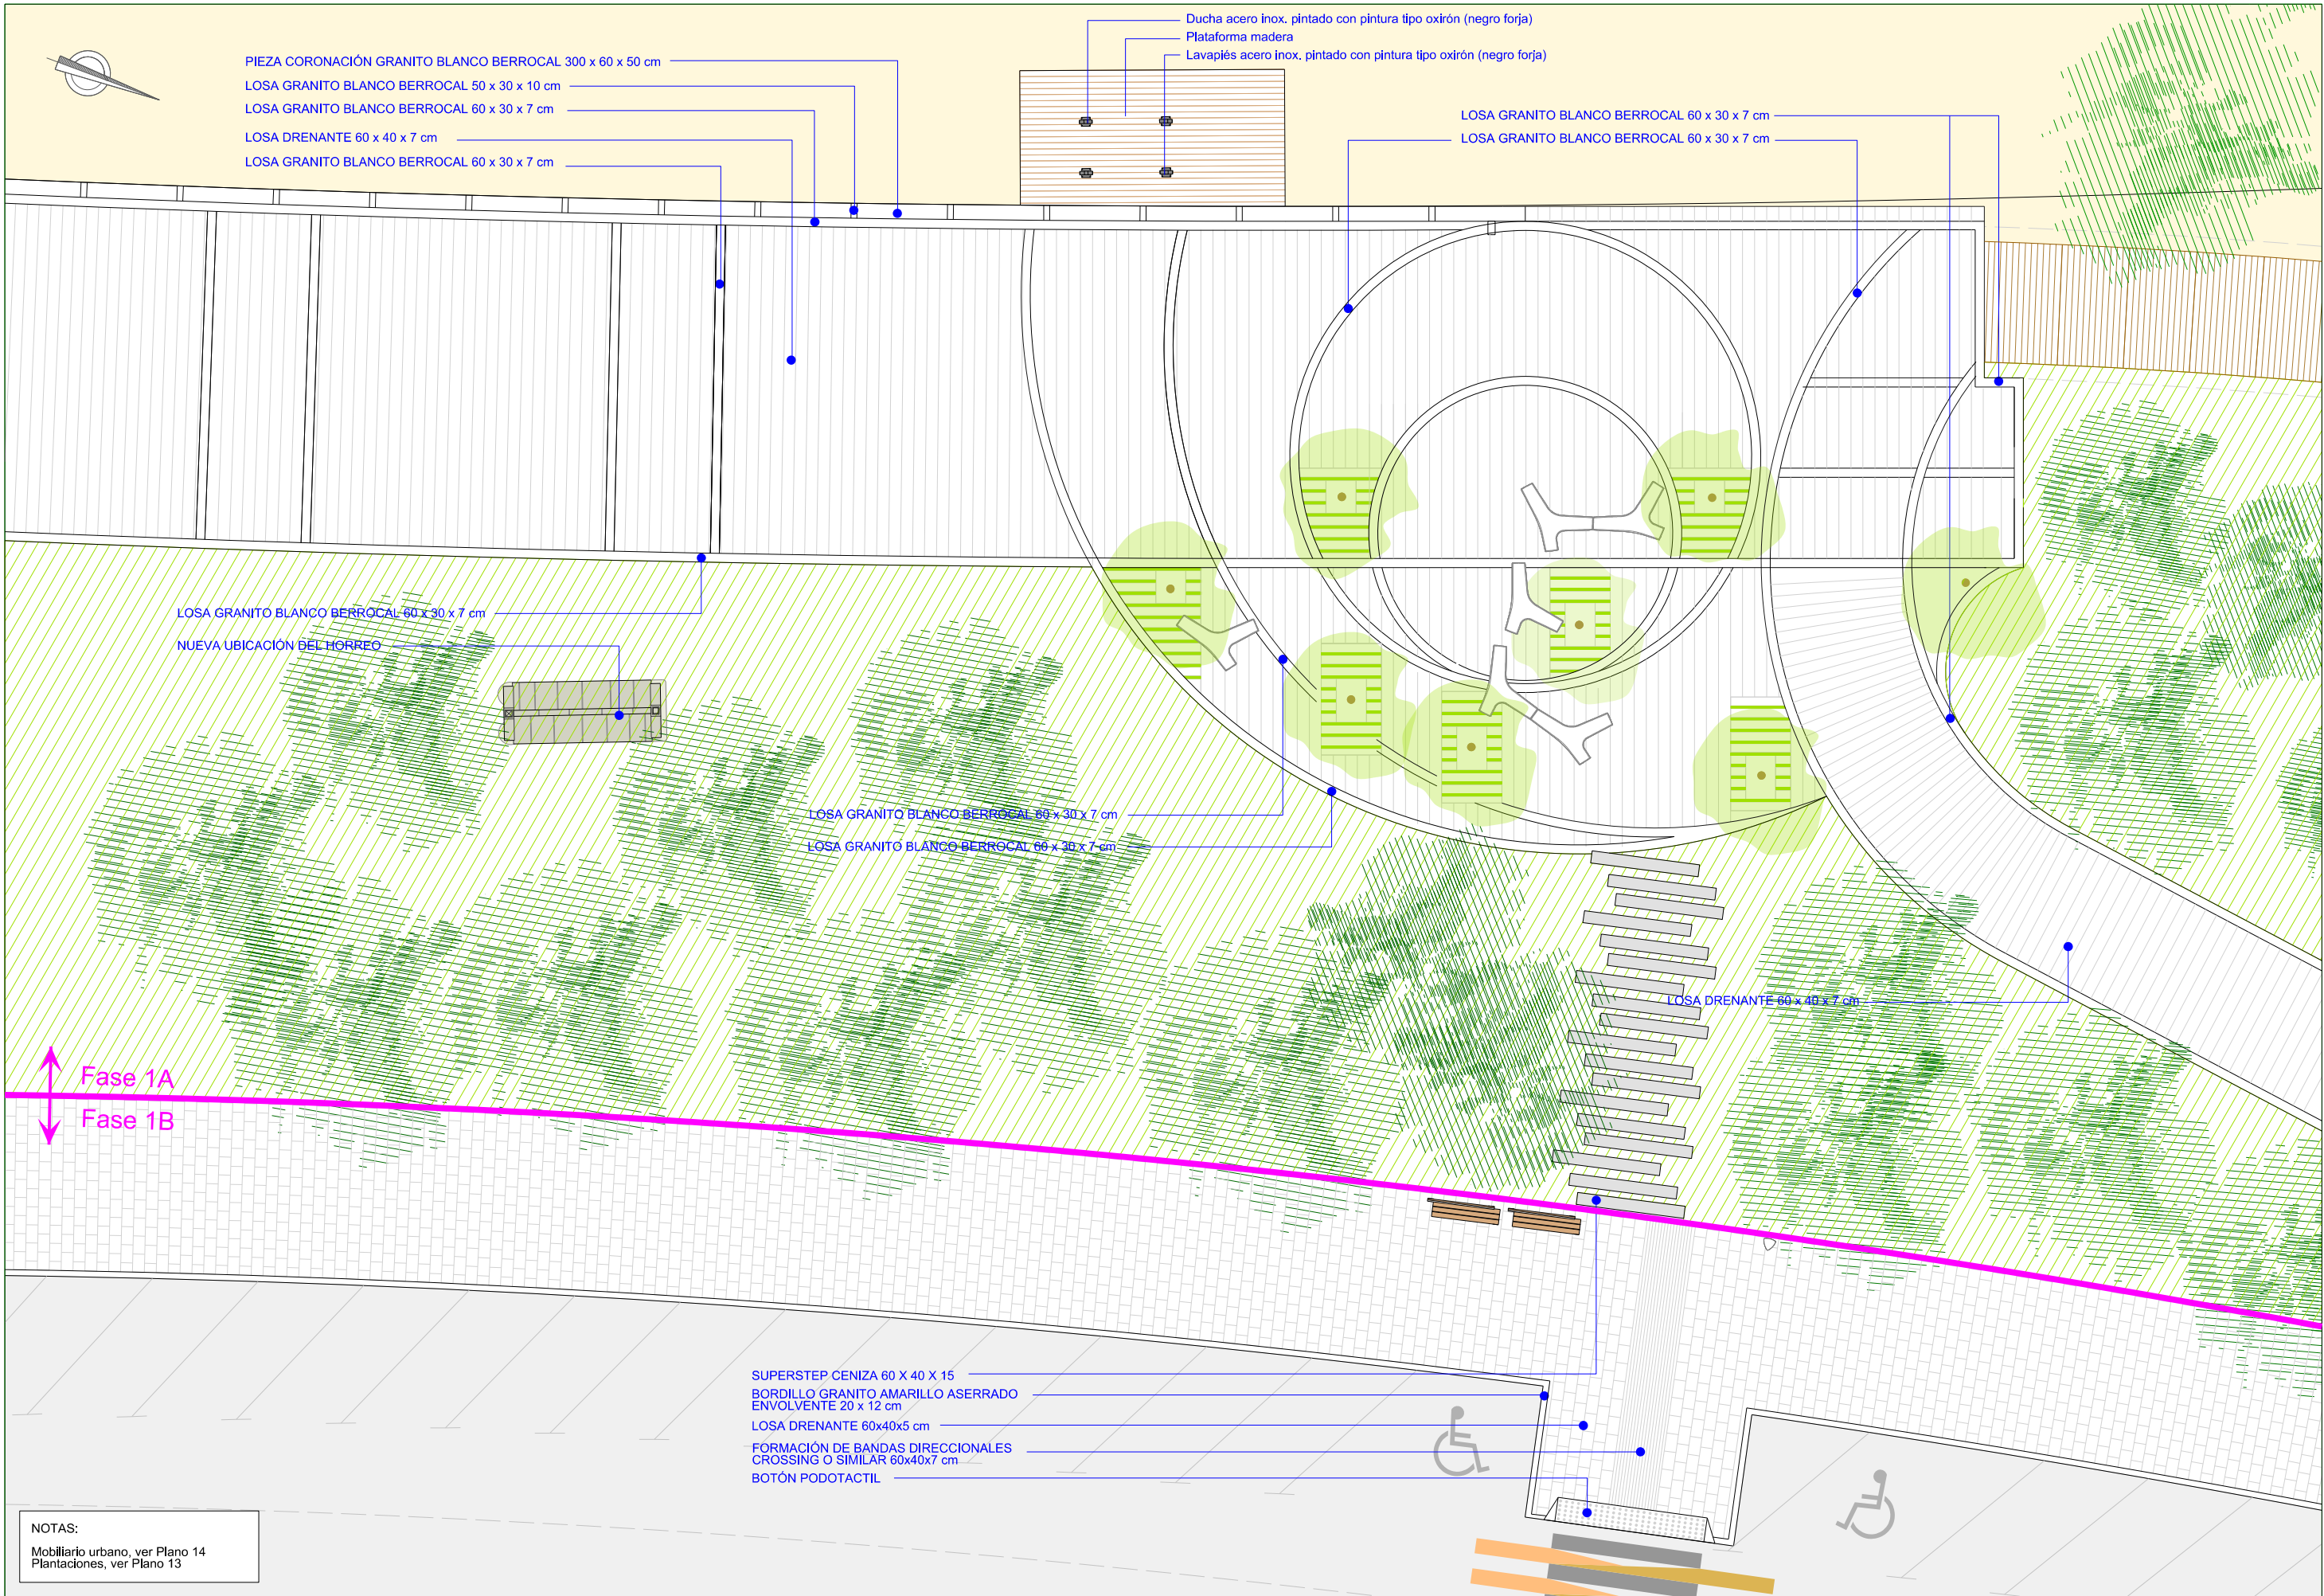 Ducha acero inox. pintado con pintura tipo oxirón (negro forja)
Plataforma madera
Lavapiés acero inox. pintado con pintura tipo oxirón (negro forja)
PIEZA CORONACIÓN GRANITO BLANCO BERROCAL 300 x 60 x 50 cm
LOSA GRANITO BLANCO BERROCAL 50 x 30 x 10 cm
LOSA GRANITO BLANCO BERROCAL 60 x 30 x 7 cm
LOSA DRENANTE 60 x 40 x 7 cm
LOSA GRANITO BLANCO BERROCAL 60 x 30 x 7 cm
LOSA GRANITO BLANCO BERROCAL 60 x 30 x 7 cm
LOSA GRANITO BLANCO BERROCAL 60 x 30 x 7 cm
LOSA GRANITO BLANCO BERROCAL 60 x 30 x 7 cm
NUEVA UBICACIÓN DEL HORREO
LOSA GRANITO BLANCO BERROCAL 60 x 30 x 7 cm
LOSA GRANITO BLANCO BERROCAL 60 x 30 x 7 cm
LOSA DRENANTE 60 x 40 x 7 cm
Fase 1A
Fase 1B
SUPERSTEP CENIZA 60 X 40 X 15
BORDILLO GRANITO AMARILLO ASERRADO
ENVOLVENTE 20 x 12 cm
LOSA DRENANTE 60x40x5 cm
FORMACIÓN DE BANDAS DIRECCIONALES
CROSSING O SIMILAR 60x40x7 cm
BOTÓN PODOTACTIL
NOTAS:
Mobiliario urbano, ver Plano 14
Plantaciones, ver Plano 13